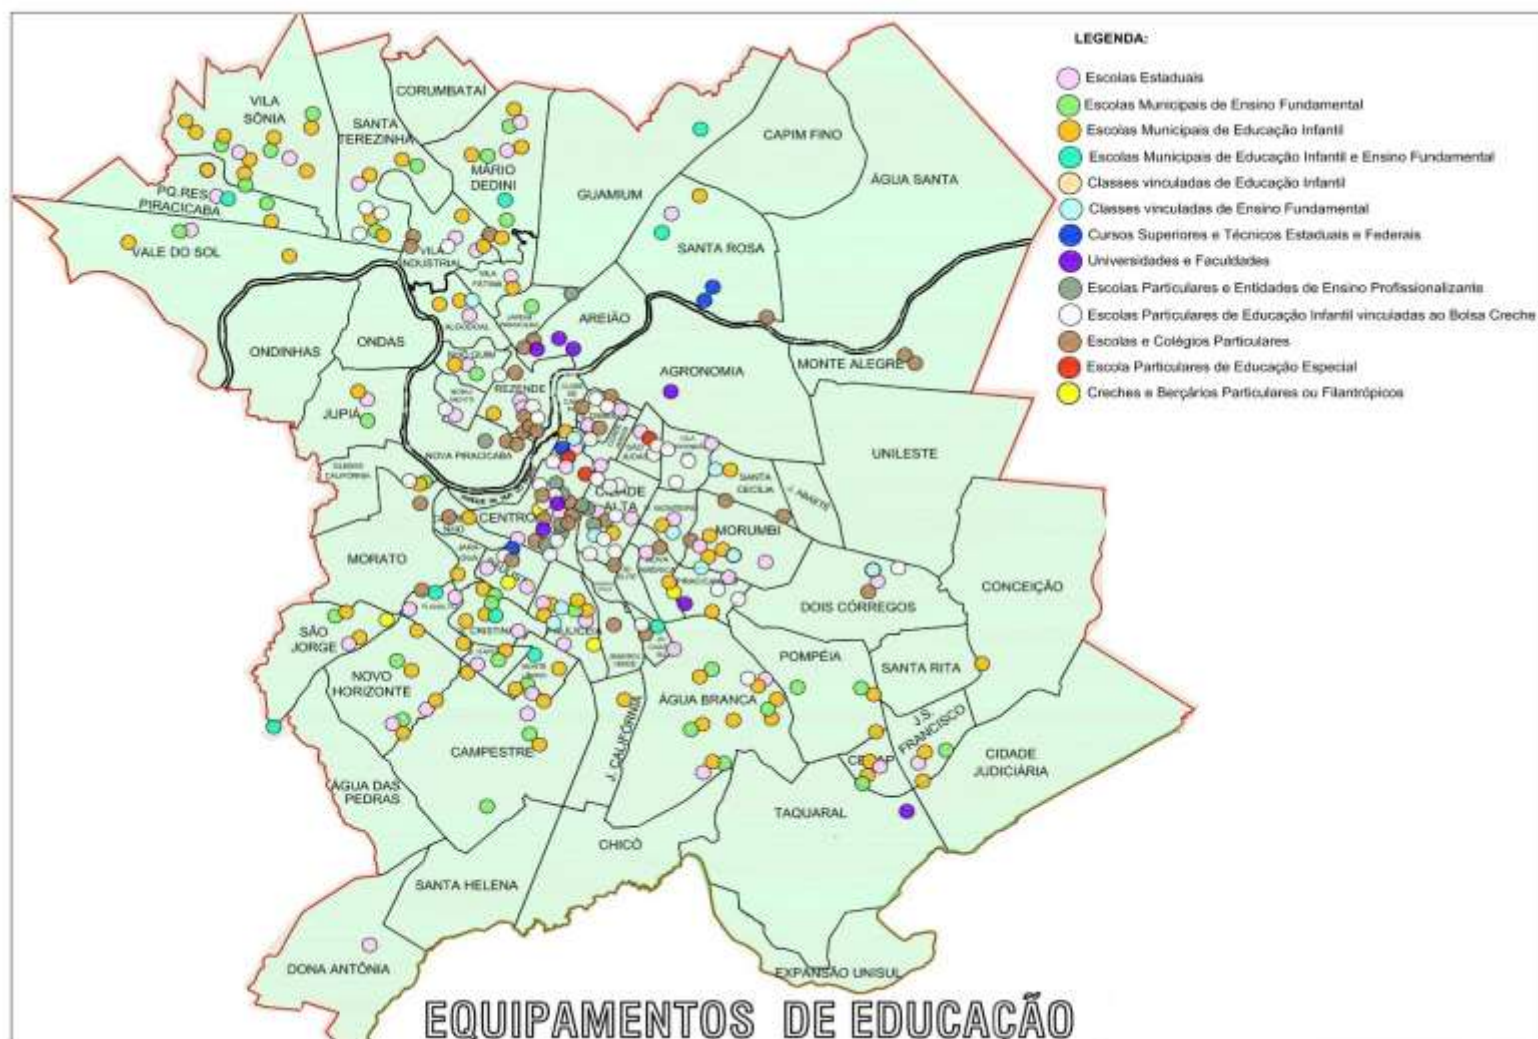 LEGENDA:
Escolas Estaduais
Escolas Municipais de Ensino Fundamental
Escolas Municipais de Educação Infantil
Escolas Municipais de Educação Infantil e Ensino Fundamental
Classes vinculadas de Educação Infantil
Classes vinculadas de Ensino Fundamental
Cursos Superiores e Técnicos Estaduais e Federais
Universidades e Faculdades
Escolas Particulares e Entidades de Ensino Profissionalizante
Escolas Particulares de Educação Infantil vinculadas ao Bolsa Creche
Escolas e Colégios Particulares
Escola Particulares de Educação Especial
Creches e Berçários Particulares ou Filantrópicos
CORUMBATAÍ
VILA
SÔNIA
SANTA
TEREZINHA
CAPIM FINO
MÁRIO
DEDINI
ÁGUA SANTA
GUAMIUM
PQ.RES.
PIRACICABA
VALE DO SOL
SANTA ROSA
VILA
INDUSTRIAL
VILA
FÁTIMA
ALGODOAL
AREIÃO
ONDAS
ONDINHAS
MONTE ALEGRE
AGRONOMIA
REZENDE
JUPIÁ
NOVA PIRACICABA
UNILESTE
SANTA
CECÍLIA
CIDADE
ALTA
CENTRO
MORUMBI
MORATO
CONCEIÇÃO
DOIS CÓRREGOS
SÃO
JORGE
CRISTINA
POMPÉIA
SANTA RITA
NOVO
HORIZONTE
ÁGUA BRANCA
J.S.
FRANCISCO
CAMPESTRE
J. CALIFÓRNIA
CIDADE
JUDICIÁRIA
ÁGUA DAS
PEDRAS
TAQUARAL
CHICÓ
SANTA HELENA
DONA ANTÔNIA
EXPANSÃO UNISUL
EQUIPAMENTOS DE EDUCAÇÃO